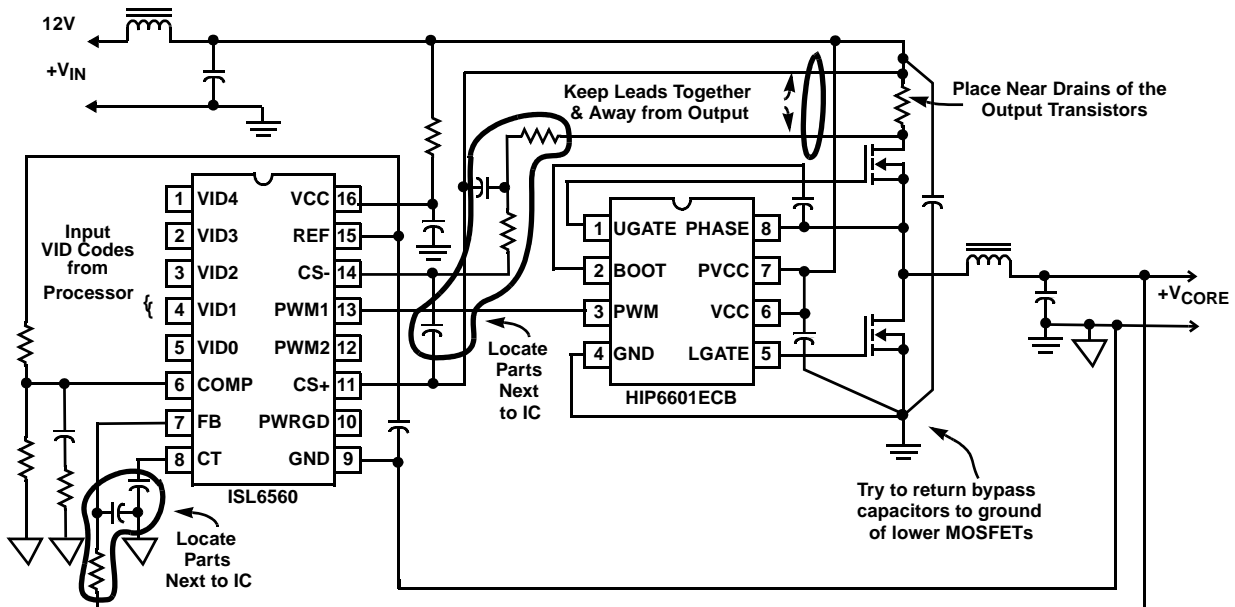 12V
+VIN
Keep Leads Together
& Away from Output
Place Near Drains of the
Output Transistors
Input
VID Codes
from
Processor
{
1 VID4 VCC 16
2 VID3 REF 15
3 VID2 CS- 14
4 VID1 PWM1 13
5 VID0 PWM2 12
6 COMP CS+ 11
7 FB PWRGD 10
8 CT GND 9
ISL6560
1 UGATE PHASE 8
2 BOOT PVCC 7
3 PWM VCC 6
4 GND LGATE 5
HIP6601ECB
+VCORE
Locate
Parts
Next
to IC
Try to return bypass
capacitors to ground
of lower MOSFETs
Locate
Parts
Next to IC